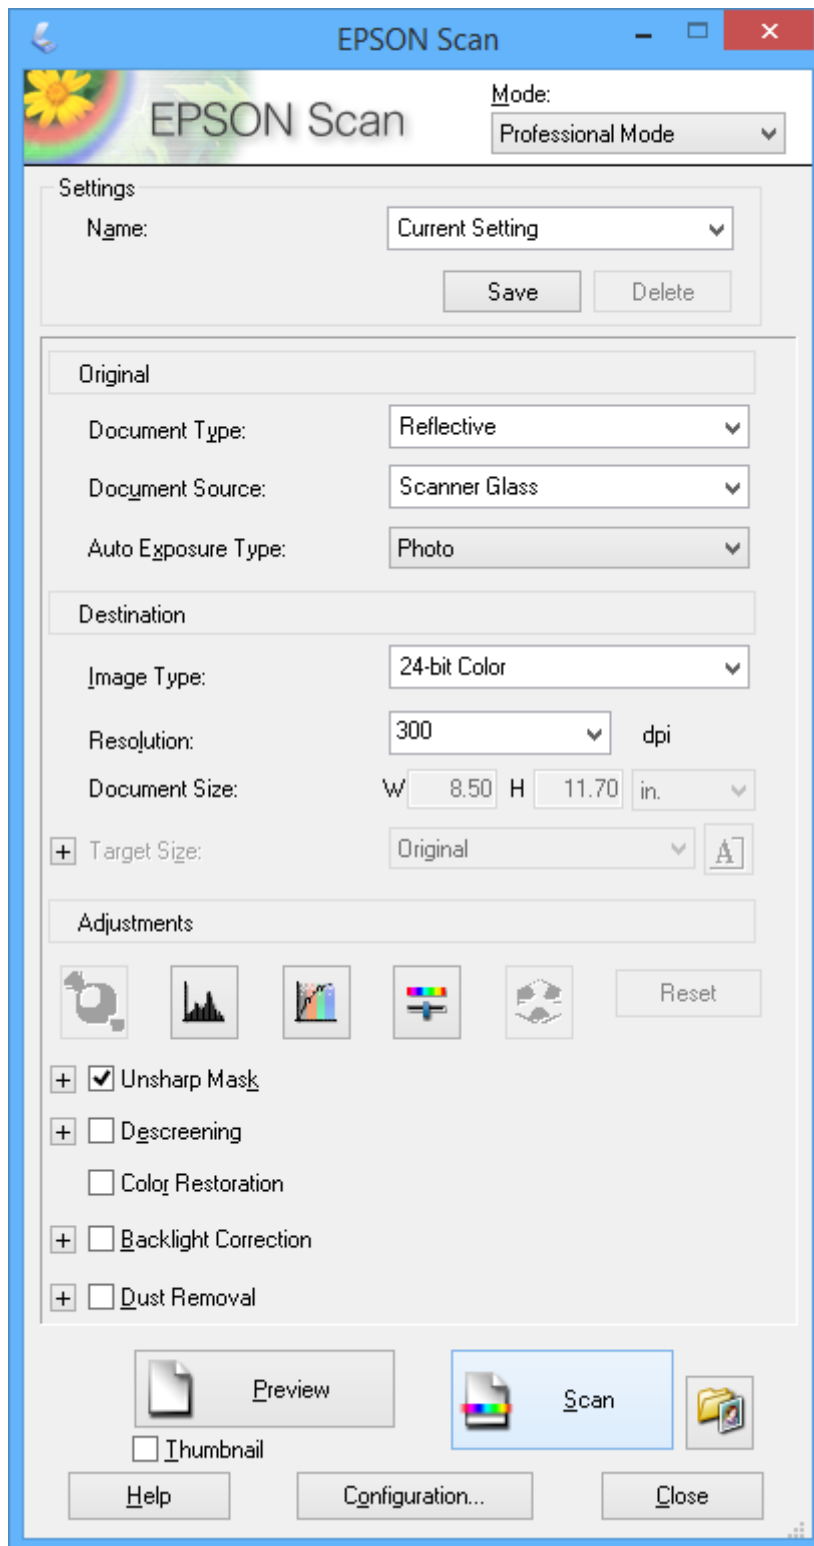 EPSON Scan
EPSON Scan
Mode:
Professional Mode
Settings
Name: Current Setting
Save Delete
Original
Document Type: Reflective
Document Source: Scanner Glass
Auto Exposure Type: Photo
Destination
Image Type: 24-bit Color
Resolution: 300 dpi
Document Size: W 8.50 H 11.70 in.
+ Target Size: Original A
Adjustments
Reset
+ Unsharp Mask
+ Descreening
Color Restoration
+ Backlight Correction
+ Dust Removal
Preview Scan
Thumbnail
Help Configuration... Close